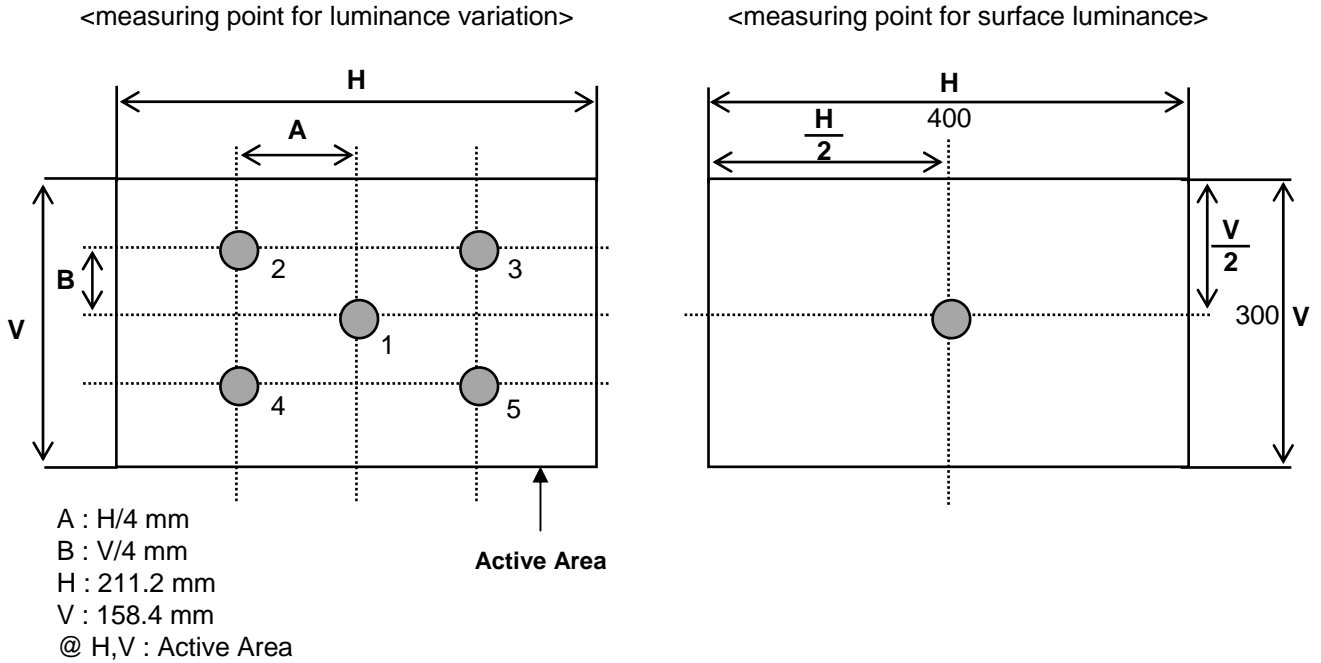 <measuring point for luminance variation>
H
A
B
V
2
3
1
4
5
A : H/4 mm
B : V/4 mm
H : 211.2 mm
V : 158.4 mm
@ H,V : Active Area
Active Area
<measuring point for surface luminance>
H
400
H
2
V
2
300
V